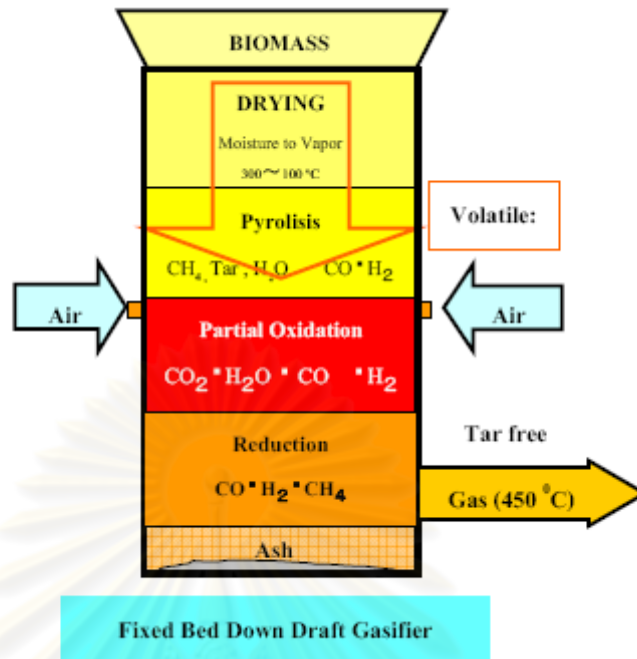 BIOMASS
DRYING
Moisture to Vapor
300～100 ℃
Pyrolisis
Volatile:
CH₄, Tar, H₂O CO▪H₂
Air
Air
Partial Oxidation
CO₂▪H₂O▪CO ▪H₂
Reduction
Tar free
CO▪H₂▪CH₄
Gas (450 ⁰C)
Ash
Fixed Bed Down Draft Gasifier